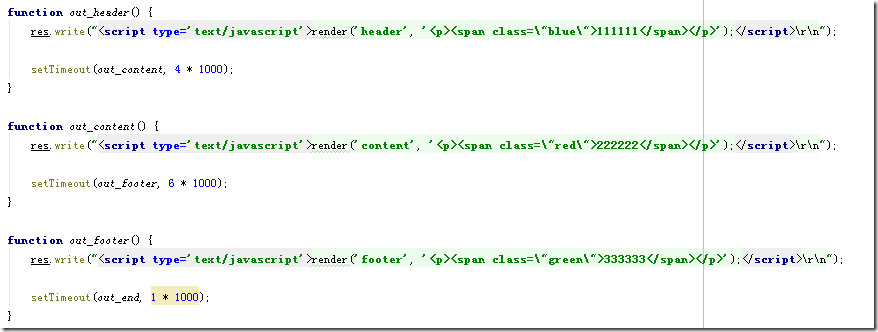 function out_header() {
res.write("<script type='text/javascript'>render('header', '<p><span class=\"blue\">111111</span></p>');</script>\r\n");
setTimeout(out_content, 4 * 1000);
}
function out_content() {
res.write("<script type='text/javascript'>render('content', '<p><span class=\"red\">222222</span></p>');</script>\r\n");
setTimeout(out_footer, 6 * 1000);
}
function out_footer() {
res.write("<script type='text/javascript'>render('footer', '<p><span class=\"green\">333333</span></p>');</script>\r\n");
setTimeout(out_end, 1 * 1000);
}